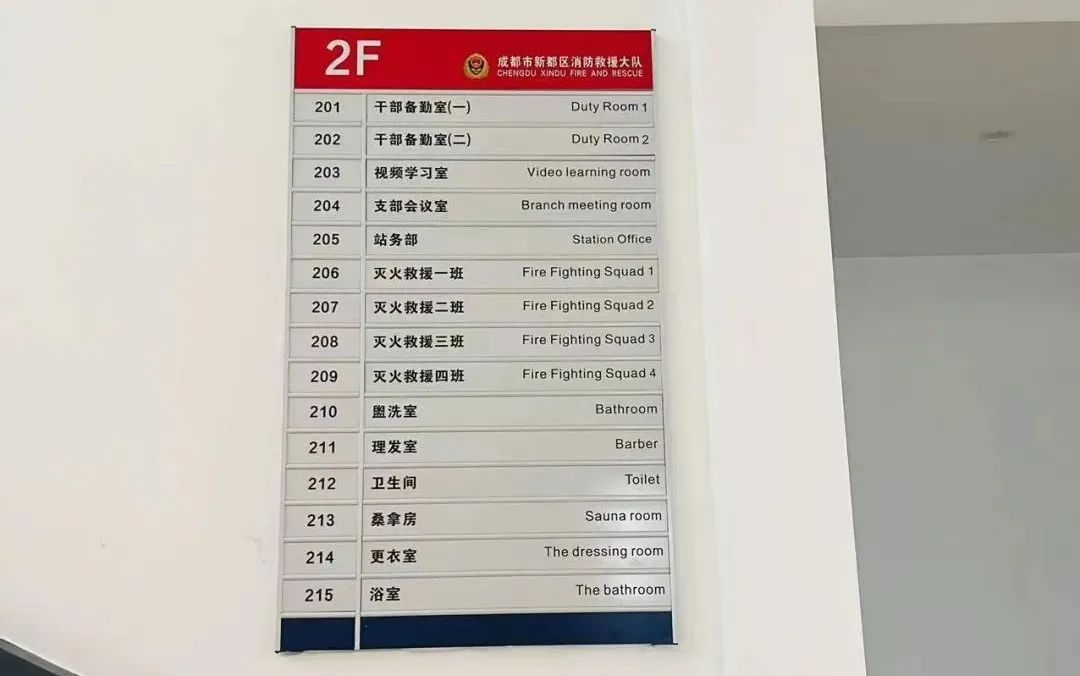 2F
成都市新都区消防救援大队
CHENGDU XINDU FIRE AND RESCUE
201 干部备勤室(一) Duty Room 1
202 干部备勤室(二) Duty Room 2
203 视频学习室 Video learning room
204 支部会议室 Branch meeting room
205 站务部 Station Office
206 灭火救援一班 Fire Fighting Squad 1
207 灭火救援二班 Fire Fighting Squad 2
208 灭火救援三班 Fire Fighting Squad 3
209 灭火救援四班 Fire Fighting Squad 4
210 盥洗室 Bathroom
211 理发室 Barber
212 卫生间 Toilet
213 桑拿房 Sauna room
214 更衣室 The dressing room
215 浴室 The bathroom